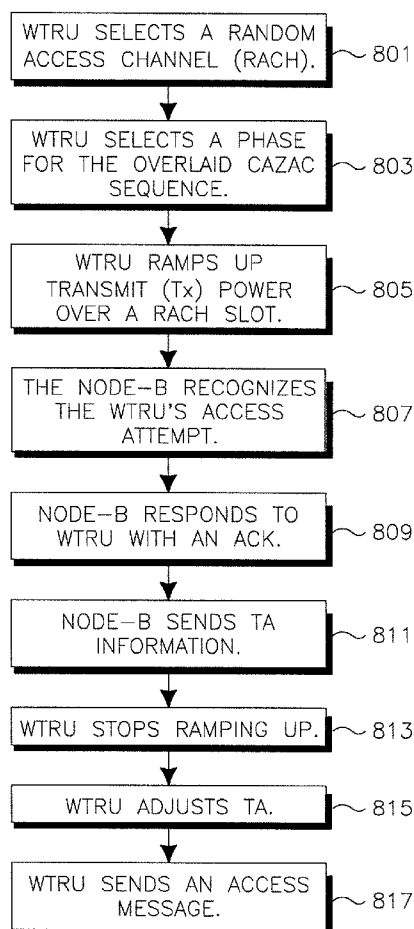 WTRU SELECTS A RANDOM
ACCESS CHANNEL (RACH).
801
WTRU SELECTS A PHASE
FOR THE OVERLAID CAZAC
SEQUENCE.
803
WTRU RAMPS UP
TRANSMIT (Tx) POWER
OVER A RACH SLOT.
805
THE NODE-B RECOGNIZES
THE WTRU'S ACCESS
ATTEMPT.
807
NODE-B RESPONDS TO
WTRU WITH AN ACK.
809
NODE-B SENDS TA
INFORMATION.
811
WTRU STOPS RAMPING UP.
813
WTRU ADJUSTS TA.
815
WTRU SENDS AN ACCESS
MESSAGE.
817